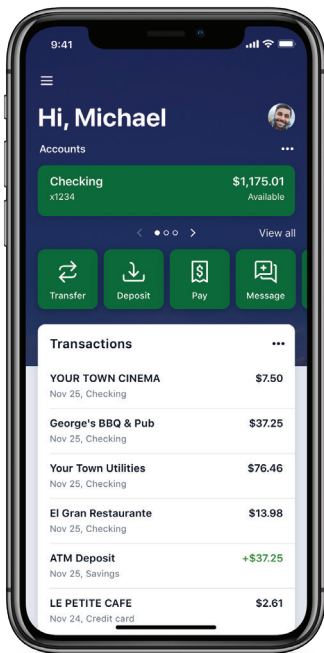 9:41
Hi, Michael
Accounts
Checking $1,175.01
x1234 Available
View all
Transfer Deposit Pay Message
Transactions
YOUR TOWN CINEMA $7.50
Nov 25, Checking
George's BBQ & Pub $37.25
Nov 25, Checking
Your Town Utilities $76.46
Nov 25, Checking
El Gran Restaurante $13.98
Nov 25, Checking
ATM Deposit +$37.25
Nov 25, Savings
LE PETITE CAFE $2.61
Nov 24, Credit card